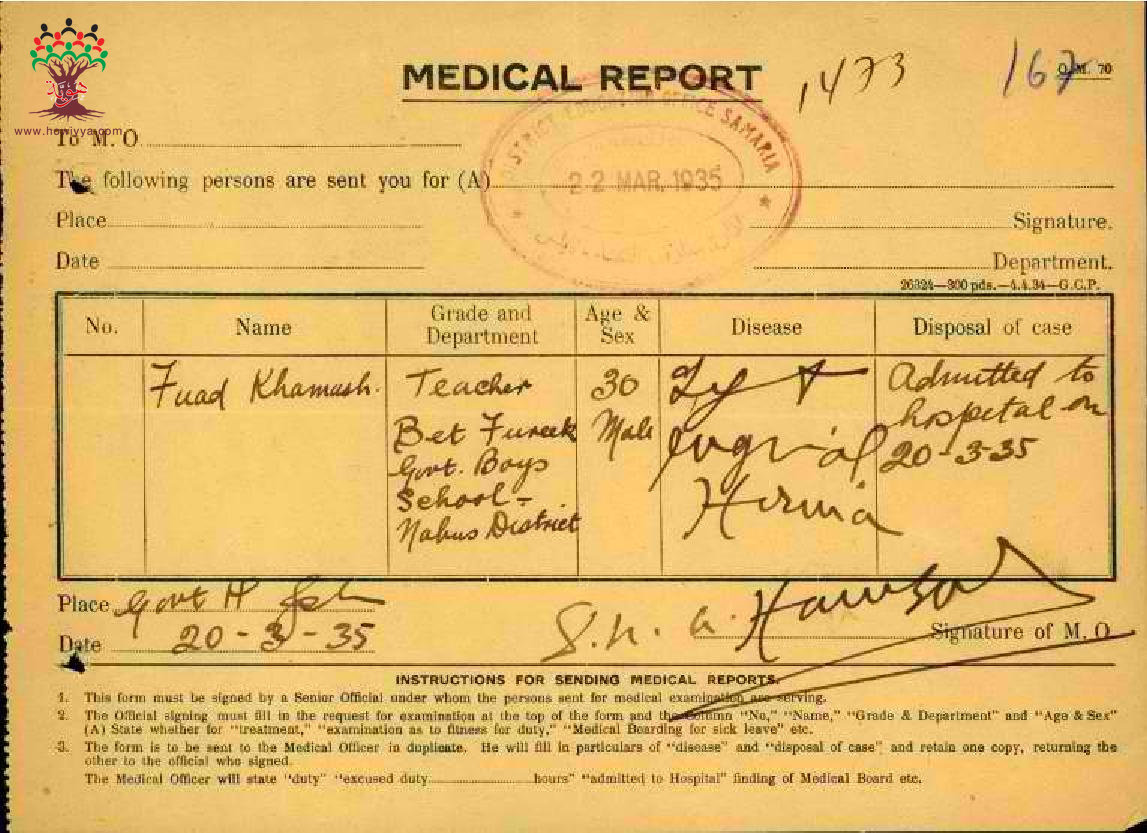 MEDICAL REPORT
1473
167
O.M. 70
www.howiyya.com
To M. O.
The following persons are sent you for (A)
DISTRICT EDUCATION OFFICE SAMARIA
22 MAR. 1935
Place
Signature.
Date
Department.
26324—300 pds.—4.4.34—G.C.P.
No. Name Grade and Department Age & Sex Disease Disposal of case
Fuad Khamash.
Teacher
Bet Fureek
Govt. Boys
School -
Nabus District
30
Male
inguinal
Hernia
Admitted to
hospital on
20-3-35
Place Govt H
Date 20-3-35
Signature of M. O.
INSTRUCTIONS FOR SENDING MEDICAL REPORTS.
1. This form must be signed by a Senior Official under whom the persons sent for medical examination are serving.
2. The Official signing must fill in the request for examination at the top of the form and the column "No," "Name," "Grade & Department" and "Age & Sex"
(A) State whether for "treatment," "examination as to fitness for duty," "Medical Boarding for sick leave" etc.
3. The form is to be sent to the Medical Officer in duplicate. He will fill in particulars of "disease" and "disposal of case" and retain one copy, returning the
other to the official who signed.
The Medical Officer will state "duty" "excused duty hours" "admitted to Hospital" finding of Medical Board etc.